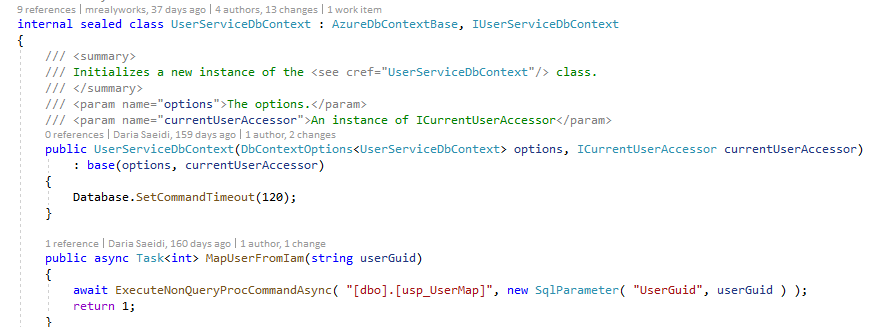 9 references | mrealyworks, 37 days ago | 4 authors, 13 changes | 1 work item
internal sealed class UserServiceDbContext : AzureDbContextBase, IUserServiceDbContext
{
/// <summary>
/// Initializes a new instance of the <see cref="UserServiceDbContext"/> class.
/// </summary>
/// <param name="options">The options.</param>
/// <param name="currentUserAccessor">An instance of ICurrentUserAccessor</param>
0 references | Daria Saeidi, 159 days ago | 1 author, 2 changes
public UserServiceDbContext(DbContextOptions<UserServiceDbContext> options, ICurrentUserAccessor currentUserAccessor)
: base(options, currentUserAccessor)
{
Database.SetCommandTimeout(120);
}
1 reference | Daria Saeidi, 160 days ago | 1 author, 1 change
public async Task<int> MapUserFromIam(string userGuid)
{
await ExecuteNonQueryProcCommandAsync( "[dbo].[usp_UserMap]", new SqlParameter( "UserGuid", userGuid ) );
return 1;
}